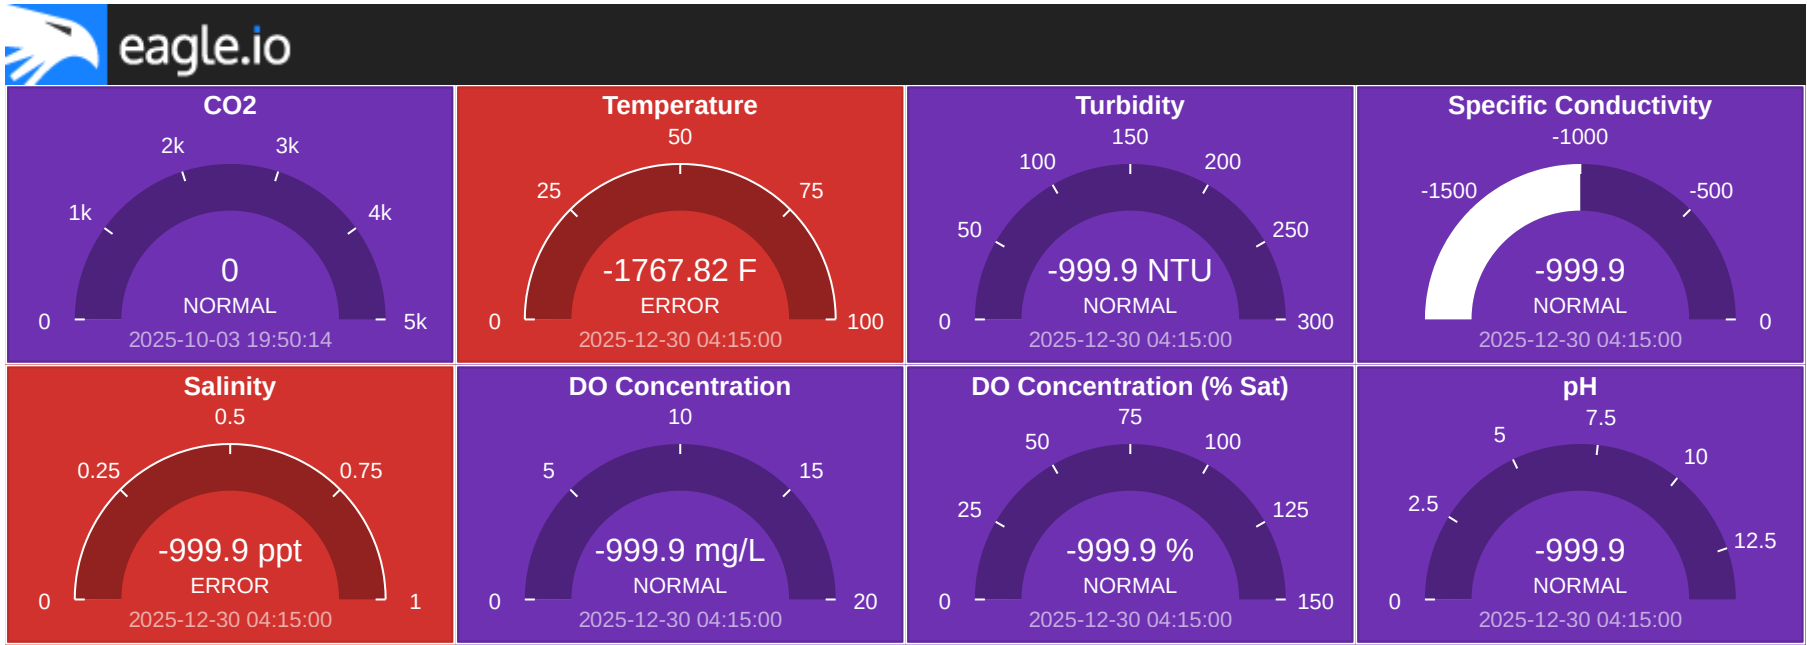 eagle.io
CO2
2k
3k
1k
4k
0
NORMAL
0
5k
2025-10-03 19:50:14
Temperature
50
25
75
-1767.82 F
ERROR
0
100
2025-12-30 04:15:00
Turbidity
150
100
200
50
250
-999.9 NTU
NORMAL
0
300
2025-12-30 04:15:00
Specific Conductivity
-1000
-1500
-500
-999.9
NORMAL
0
2025-12-30 04:15:00
Salinity
0.5
0.25
0.75
-999.9 ppt
ERROR
0
1
2025-12-30 04:15:00
DO Concentration
10
5
15
-999.9 mg/L
NORMAL
0
20
2025-12-30 04:15:00
DO Concentration (% Sat)
75
50
100
25
125
-999.9 %
NORMAL
0
150
2025-12-30 04:15:00
pH
7.5
5
10
2.5
12.5
-999.9
NORMAL
0
2025-12-30 04:15:00